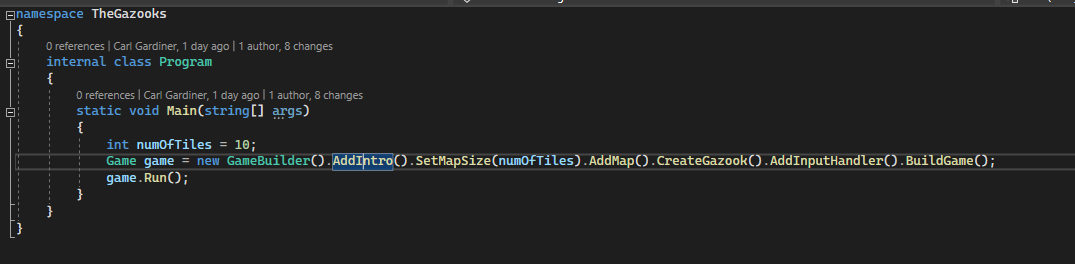 namespace TheGazooks
{
0 references | Carl Gardiner, 1 day ago | 1 author, 8 changes
internal class Program
{
0 references | Carl Gardiner, 1 day ago | 1 author, 8 changes
static void Main(string[] args)
{
int numOfTiles = 10;
Game game = new GameBuilder().AddIntro().SetMapSize(numOfTiles).AddMap().CreateGazook().AddInputHandler().BuildGame();
game.Run();
}
}
}